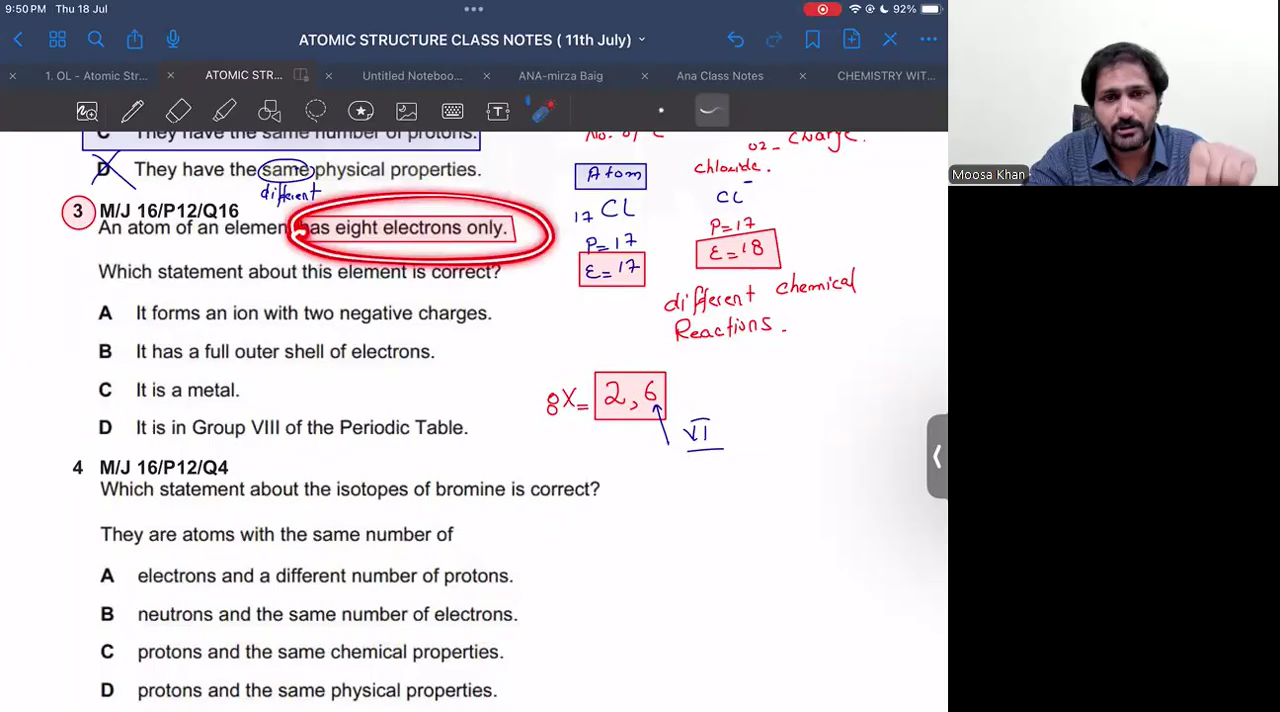 9:50PM Thu 18 Jul
92%
ATOMIC STRUCTURE CLASS NOTES ( 11th July)
1. OL - Atomic Str...
ATOMIC STR...
Untitled Noteboo...
ANA-mirza Baig
Ana Class Notes
CHEMISTRY WIT...
C They have the same number of protons.
D They have the same physical properties.
different
3 M/J 16/P12/Q16
An atom of an element has eight electrons only.
Which statement about this element is correct?
A It forms an ion with two negative charges.
B It has a full outer shell of electrons.
C It is a metal.
D It is in Group VIII of the Periodic Table.
4 M/J 16/P12/Q4
Which statement about the isotopes of bromine is correct?
They are atoms with the same number of
A electrons and a different number of protons.
B neutrons and the same number of electrons.
C protons and the same chemical properties.
D protons and the same physical properties.
charge.
Atom
17 Cl
P=17
E=17
chloride.
Cl⁻
P=17
E=18
different chemical
Reactions.
8X= 2,6
VI
Moosa Khan